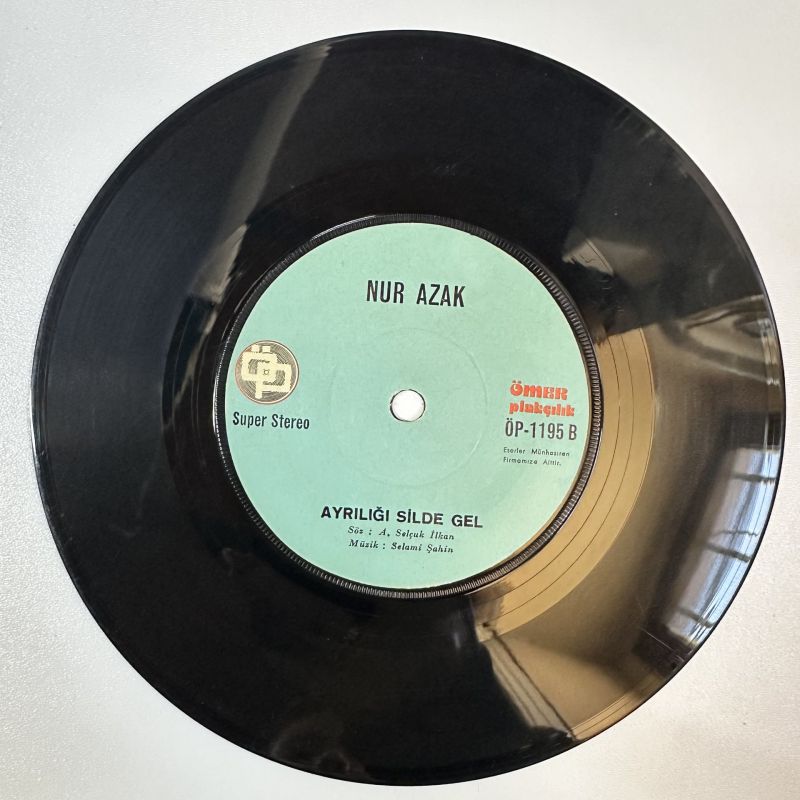 NUR AZAK
ÖP
Super Stereo
ÖMER
plakçılık
ÖP-1195 B
Eserler Münhasıran
Firmamıza Aittir.
AYRILIĞI SİLDE GEL
Söz : A. Selçuk İlkan
Müzik : Selami Şahin